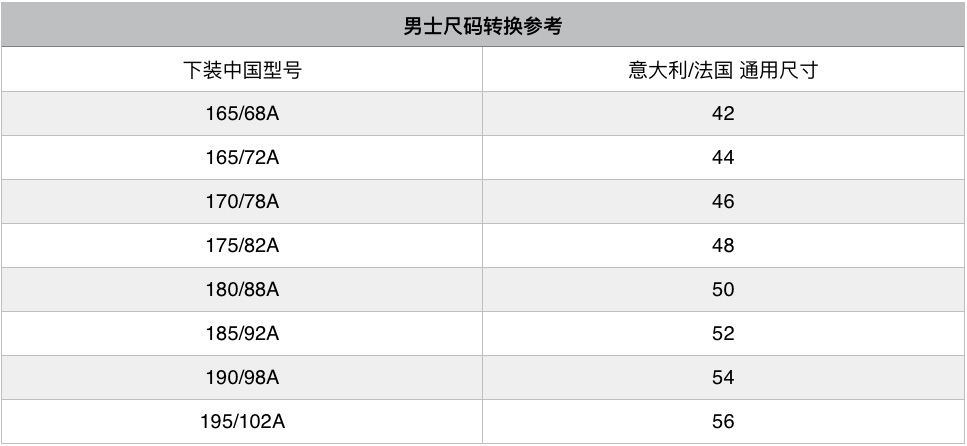 男士尺码转换参考
下装中国型号 意大利/法国 通用尺寸
165/68A 42
165/72A 44
170/78A 46
175/82A 48
180/88A 50
185/92A 52
190/98A 54
195/102A 56